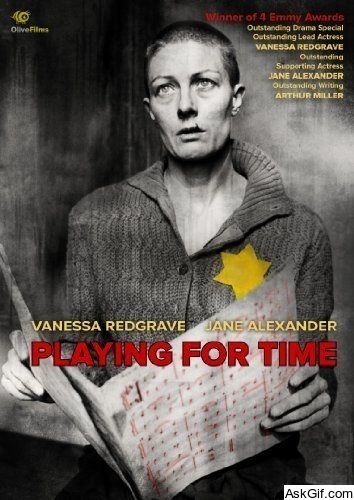 OliveFilms
Winner of 4 Emmy Awards
Outstanding Drama Special
Outstanding Lead Actress
VANESSA REDGRAVE
Outstanding
Supporting Actress
JANE ALEXANDER
Outstanding Writing
ARTHUR MILLER
VANESSA REDGRAVE JANE ALEXANDER
PLAYING FOR TIME
AskGif.com